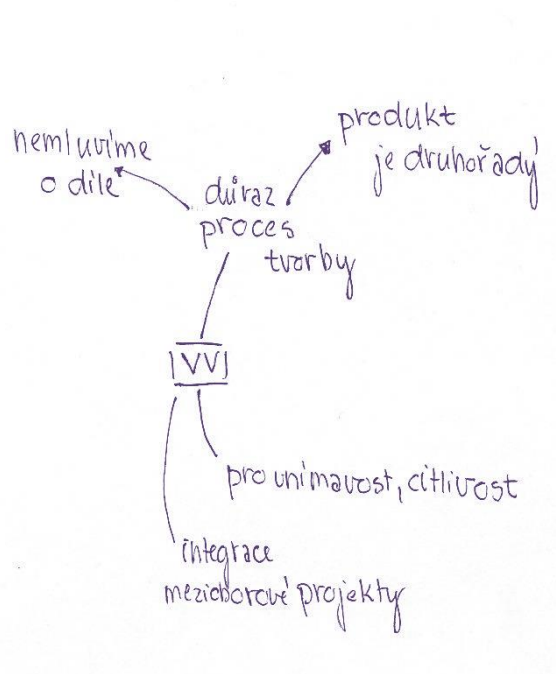 nemluvíme
o díle
důraz
proces
tvorby
produkt
je druhořadý
VV
pro vnímavost, citlivost
integrace
mezioborové projekty